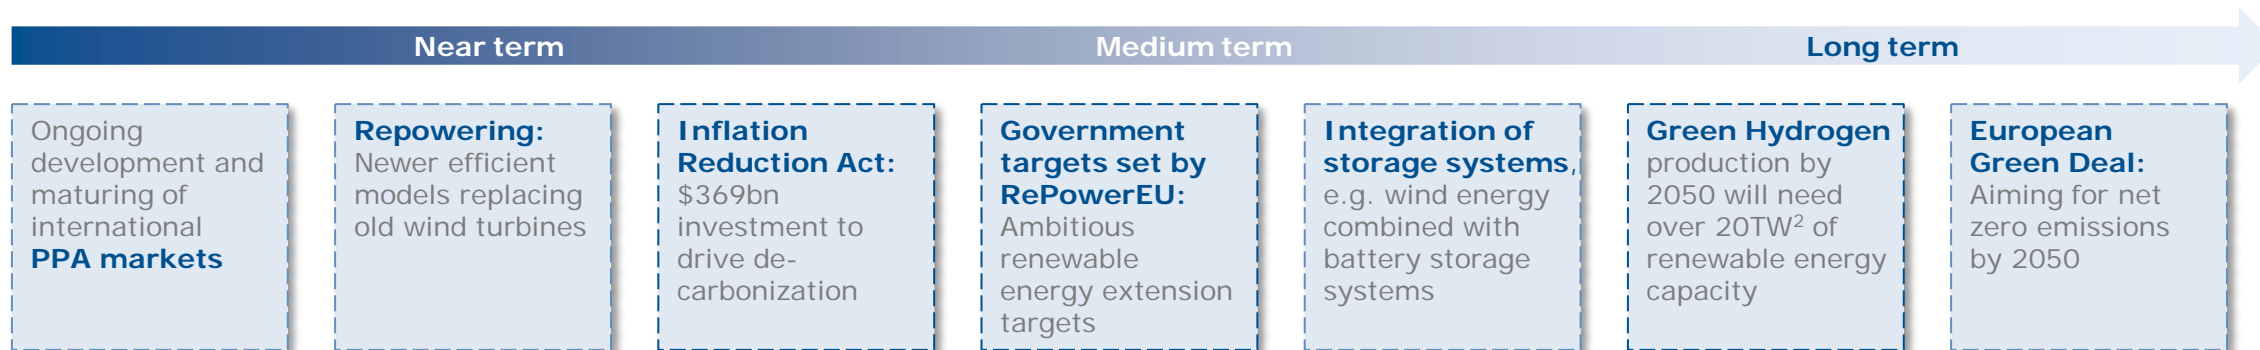 Near term
Medium term
Long term
Ongoing
development and
maturing of
international
PPA markets
Repowering:
Newer efficient
models replacing
old wind turbines
Inflation
Reduction Act:
$369bn
investment to
drive de-
carbonization
Government
targets set by
RePowerEU:
Ambitious
renewable
energy extension
targets
Integration of
storage systems,
e.g. wind energy
combined with
battery storage
systems
Green Hydrogen
production by
2050 will need
over 20TW² of
renewable energy
capacity
European
Green Deal:
Aiming for net
zero emissions
by 2050